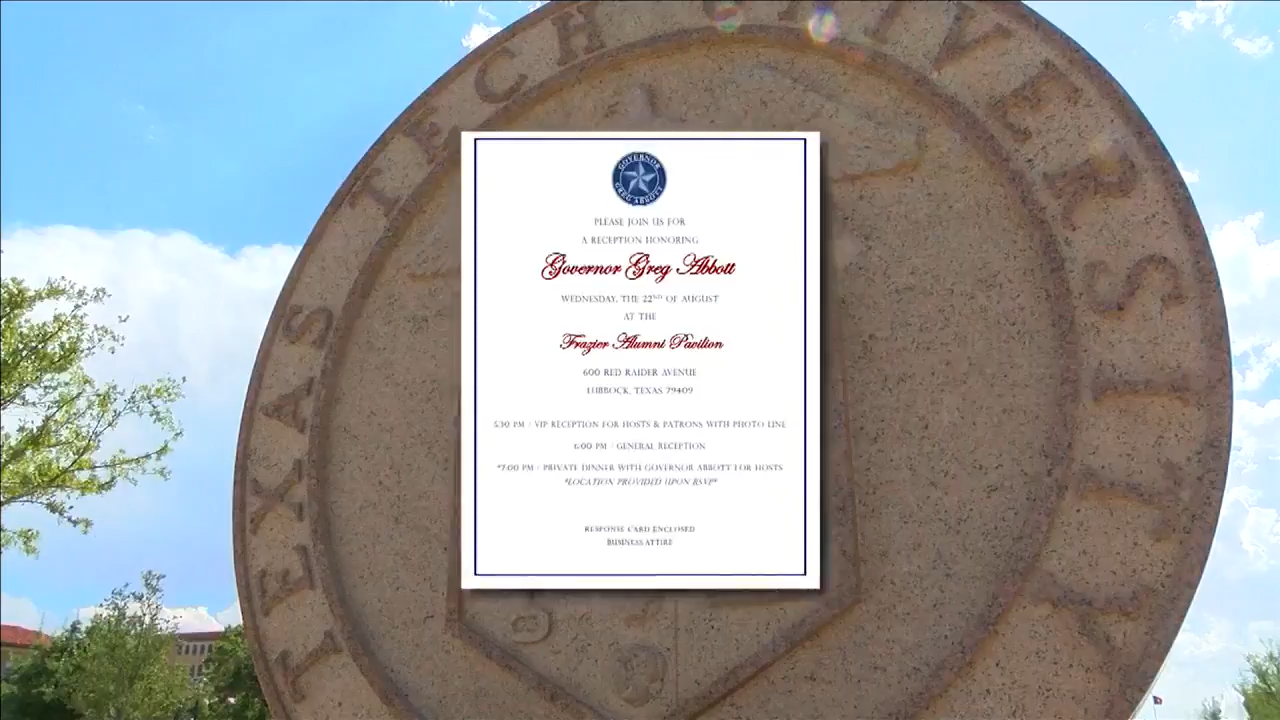 TEXAS TECH UNIVERSITY
GOVERNOR
GREG ABBOTT
PLEASE JOIN US FOR
A RECEPTION HONORING
Governor Greg Abbott
WEDNESDAY, THE 22ND OF AUGUST
AT THE
Frazier Alumni Pavilion
600 RED RAIDER AVENUE
LUBBOCK, TEXAS 79409
5:30 PM / VIP RECEPTION FOR HOSTS & PATRONS WITH PHOTO LINE
6:00 PM / GENERAL RECEPTION
*7:00 PM / PRIVATE DINNER WITH GOVERNOR ABBOTT FOR HOSTS
*LOCATION PROVIDED UPON RSVP*
RESPONSE CARD ENCLOSED
BUSINESS ATTIRE